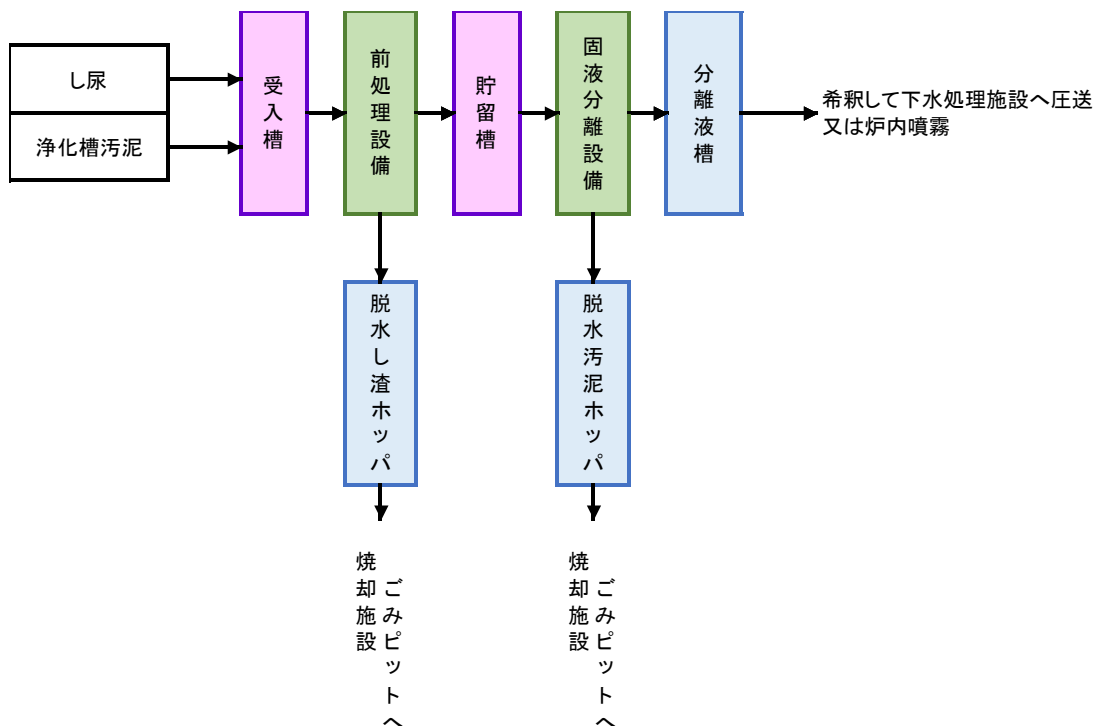 し尿
浄化槽汚泥
受入槽
前処理設備
貯留槽
固液分離設備
分離液槽
希釈して下水処理施設へ圧送
又は炉内噴霧
脱水し渣ホッパ
脱水汚泥ホッパ
ごみピットへ
焼却施設
ごみピットへ
焼却施設